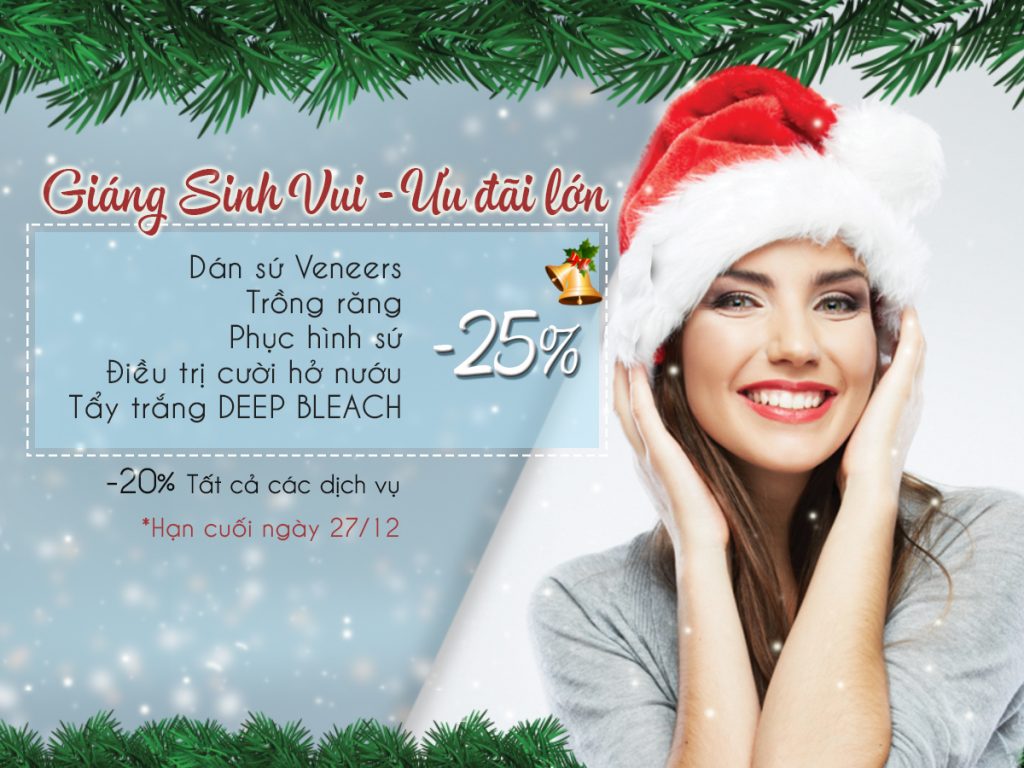 Giáng Sinh Vui - Ưu đãi lớn
Dán sứ Veneers
Trồng răng
Phục hình sứ
Điều trị cười hở nướu
Tẩy trắng DEEP BLEACH
-25%
-20% Tất cả các dịch vụ
*Hạn cuối ngày 27/12